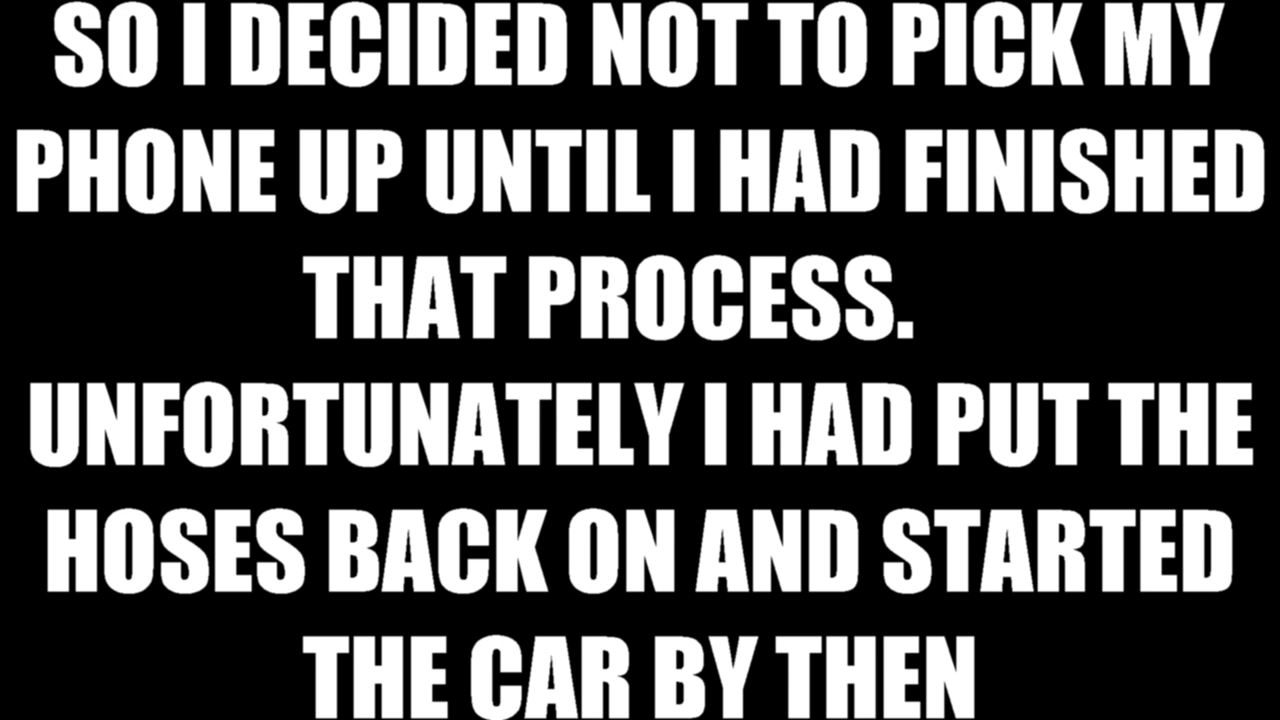 SO I DECIDED NOT TO PICK MY
PHONE UP UNTIL I HAD FINISHED
THAT PROCESS.
UNFORTUNATELY I HAD PUT THE
HOSES BACK ON AND STARTED
THE CAR BY THEN